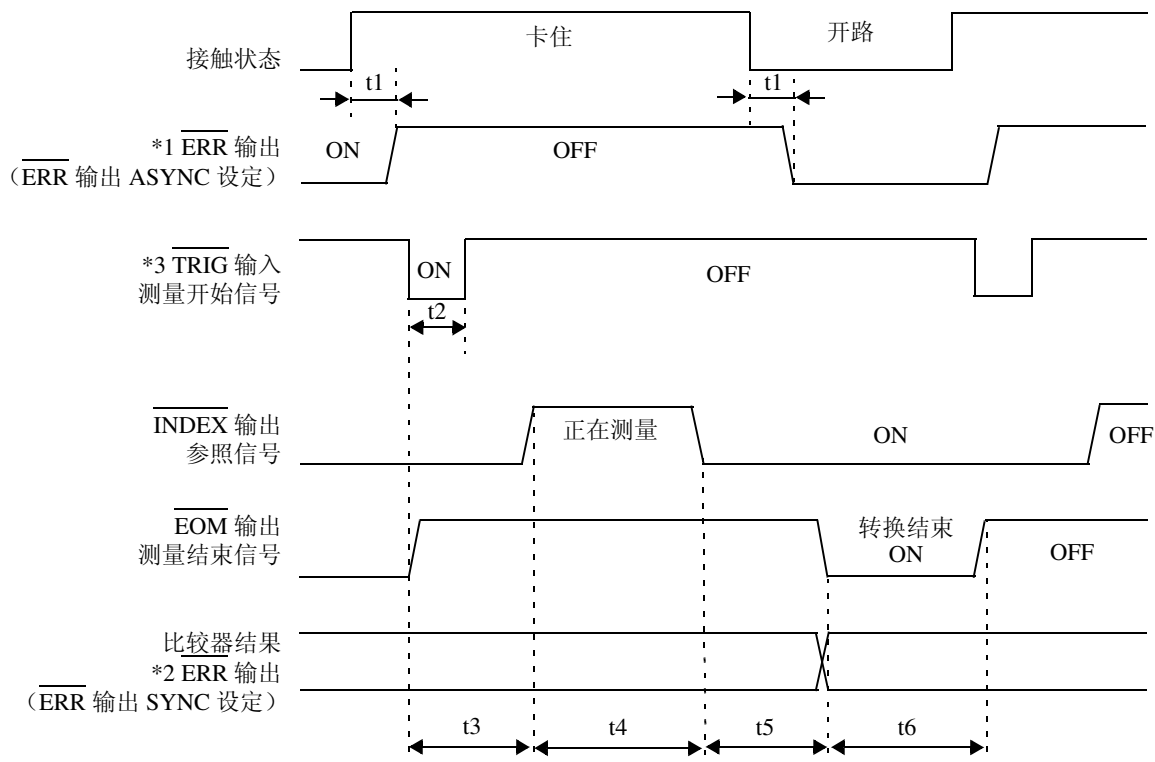 卡住
开路
接触状态
t1
t1
*1 ERR 输出
（ERR 输出 ASYNC 设定）
ON
OFF
*3 TRIG 输入
测量开始信号
ON
OFF
t2
INDEX 输出
参照信号
正在测量
ON
OFF
EOM 输出
测量结束信号
转换结束
ON
OFF
比较器结果
*2 ERR 输出
（ERR 输出 SYNC 设定）
t3
t4
t5
t6